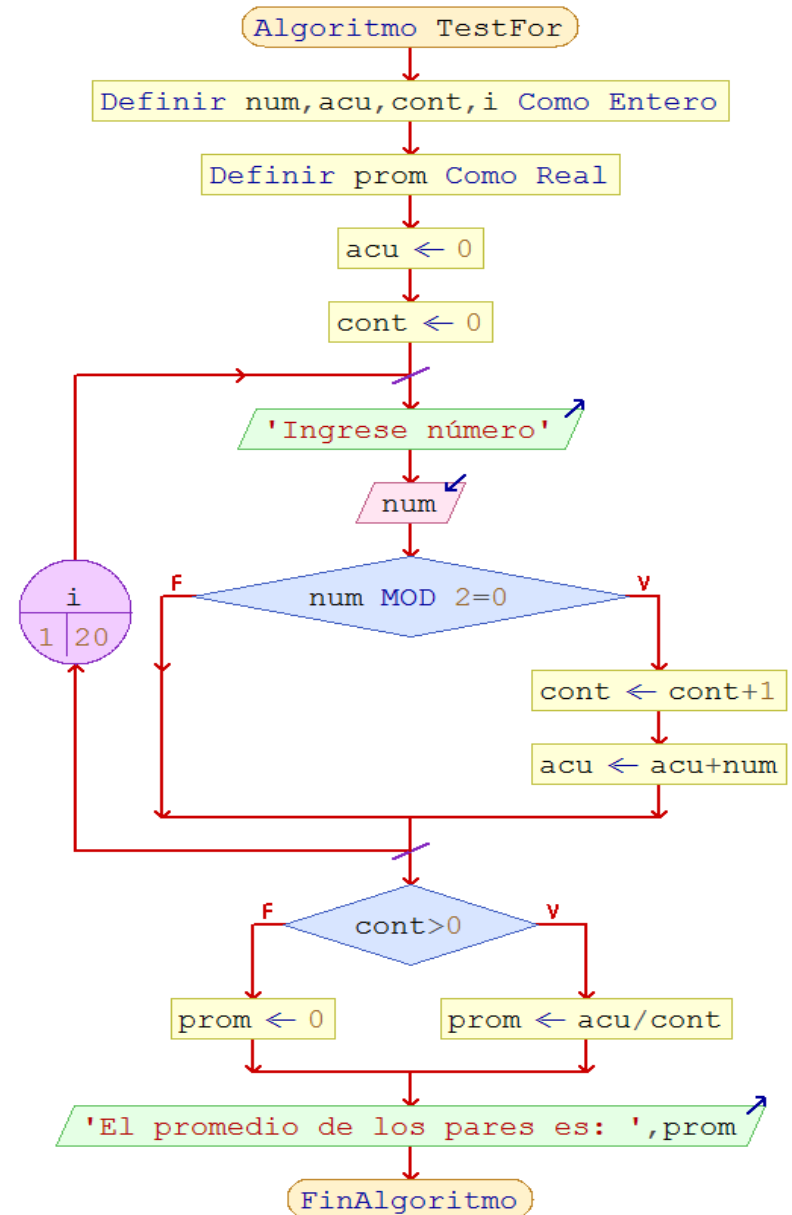 Algoritmo TestFor
Definir num,acu,cont,i Como Entero
Definir prom Como Real
acu ← 0
cont ← 0
'Ingrese número'
num
F
V
num MOD 2=0
i
1 20
cont ← cont+1
acu ← acu+num
F
V
cont>0
prom ← 0
prom ← acu/cont
'El promedio de los pares es: ',prom
FinAlgoritmo